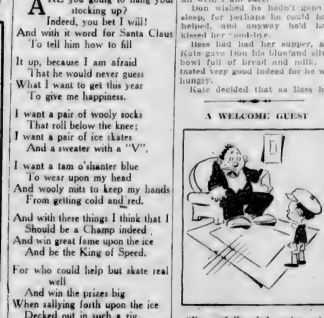 ARE you going to hang your
stocking up?
Indeed, you bet I will!
And with it word for Santa Claus
To tell him how to fill
It up, because I am afraid
That he would never guess
What I want to get this year
To give me happiness.
I want a pair of wooly socks
That roll below the knee;
I want a pair of ice skates
And a sweater with a "V".
I want a tam o'shanter blue
To wear upon my head
And wooly mits to keep my hands
From getting cold and red.
And with these things I think that I
Should be a Champ indeed
And win great fame upon the ice
And be the King of Speed.
For who could help but skate real
well
And win the prizes big
When sallying forth upon the ice
Decked out in such a rig
Don wished he hadn't gone
sleep, for perhaps he could ha
helped, and anyway he'd ha
kissed her good-bye.
Bess had had her supper, a
Kate gave Don his blue and
bowl full of bread and milk.
tasted very good indeed for he w
hungry.
Kate decided that as Bess h
A WELCOME GUEST